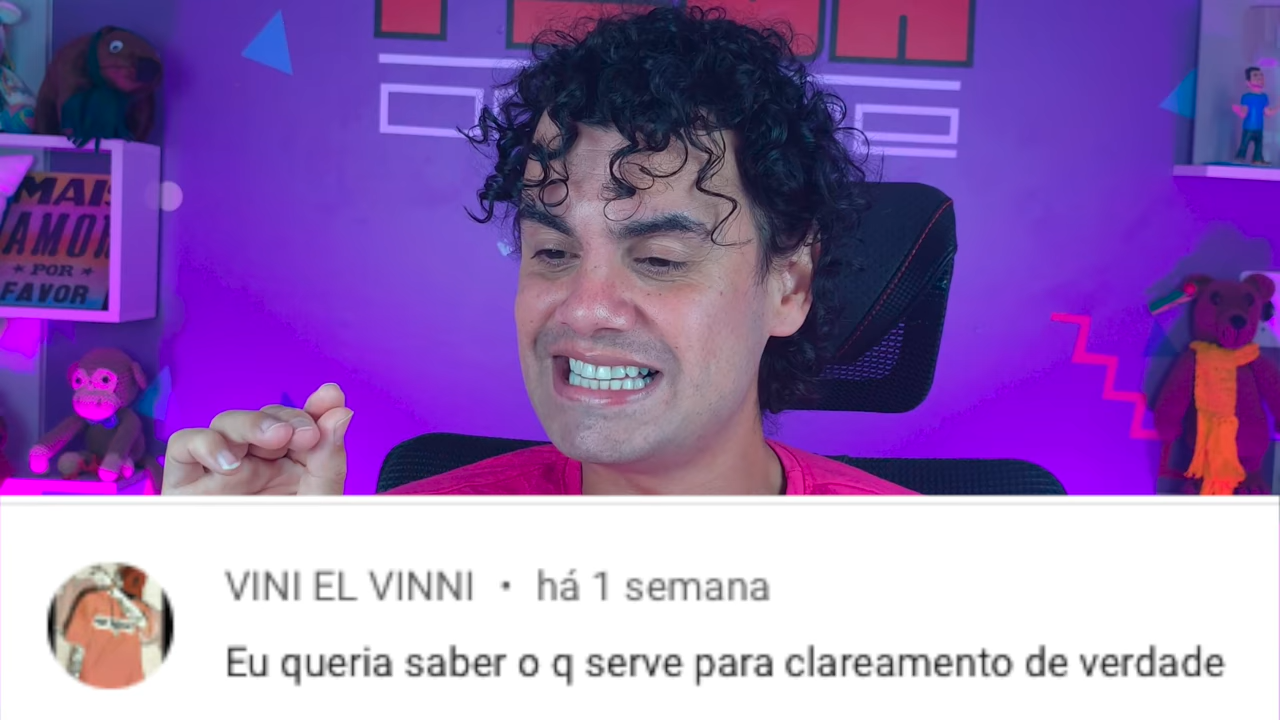 MAIS
AMOR
★ POR ★
FAVOR
VINI EL VINNI • há 1 semana
Eu queria saber o q serve para clareamento de verdade